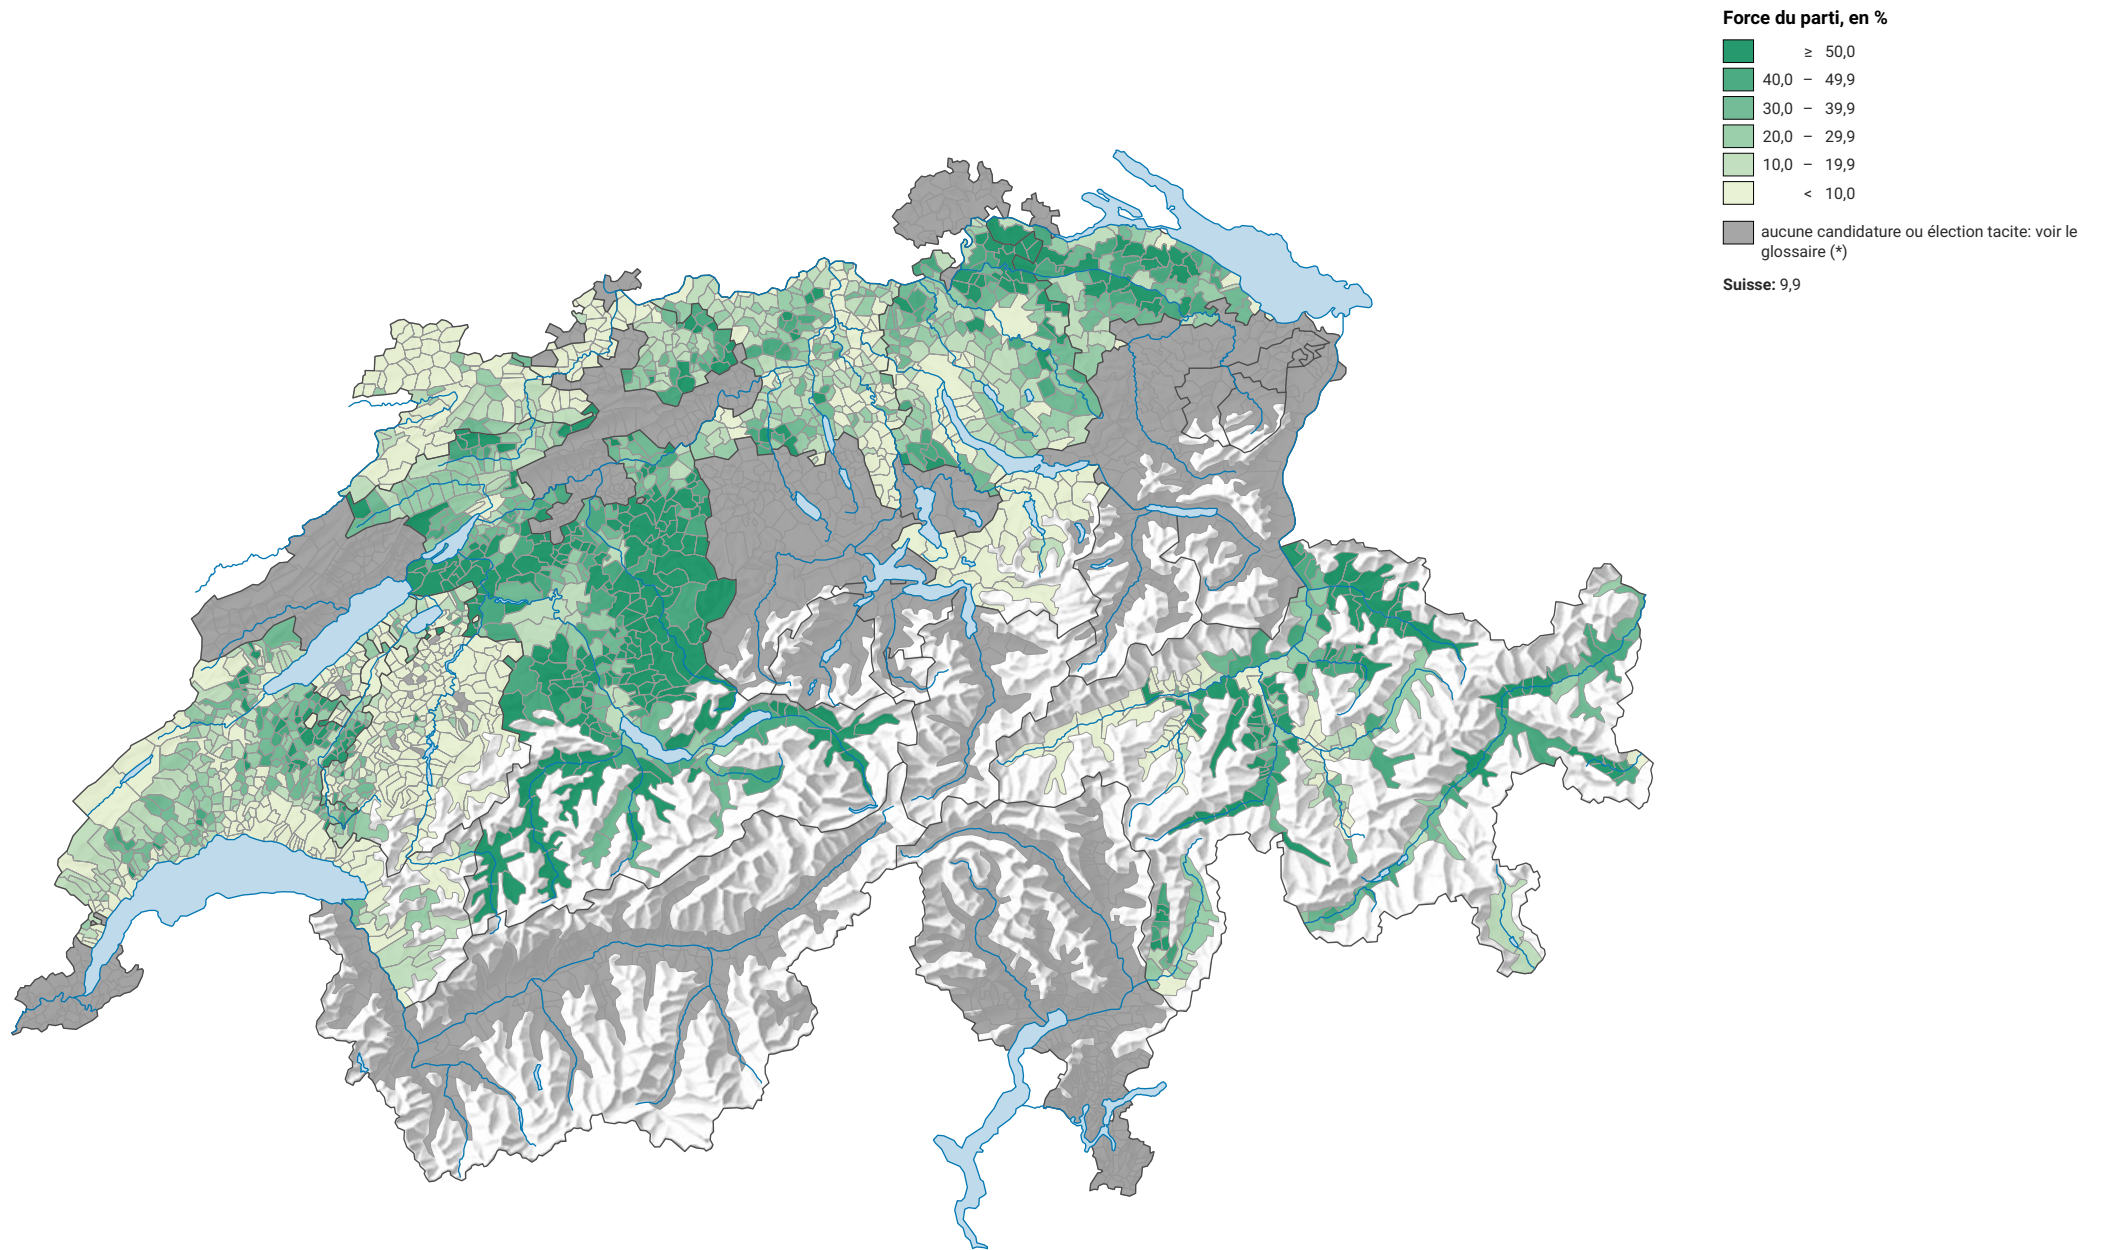 Force du parti, en %
≥ 50,0
40,0 – 49,9
30,0 – 39,9
20,0 – 29,9
10,0 – 19,9
< 10,0
aucune candidature ou élection tacite: voir le
glossaire (*)
Suisse: 9,9